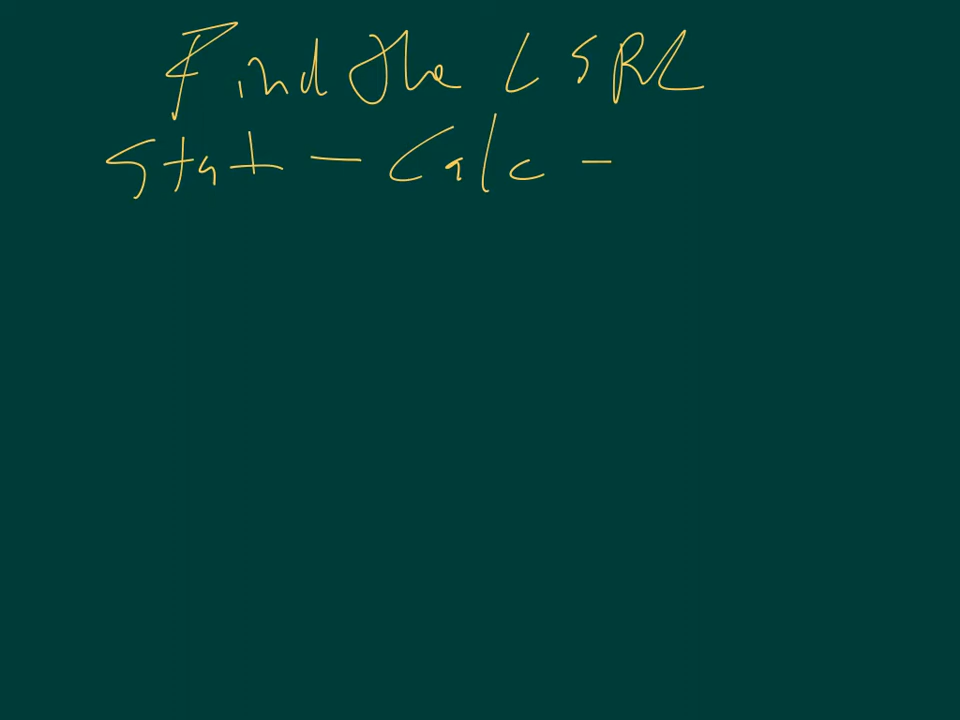 Find the LSRL
Stat - Calc -